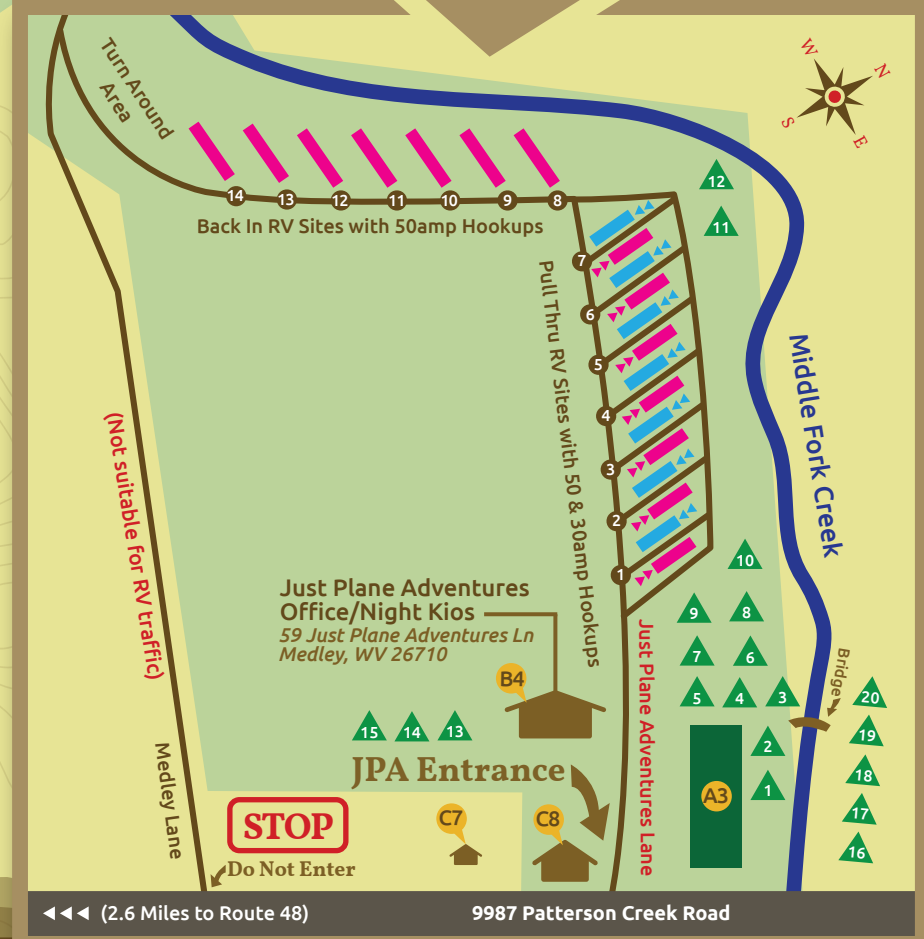 W
N
S
E
Turn Around
Area
14
13
12
11
10
9
8
Back In RV Sites with 50amp Hookups
12
11
7
6
5
4
3
2
1
Pull Thru RV Sites with 50 & 30amp Hookups
Middle Fork Creek
(Not suitable for RV traffic)
Just Plane Adventures
Office/Night Kios
59 Just Plane Adventures Ln
Medley, WV 26710
B4
10
9
8
7
6
5
4
3
2
1
Bridge
20
19
18
17
16
15
14
13
Just Plane Adventures Lane
A3
JPA Entrance
Medley Lane
STOP
Do Not Enter
C7
C8
(2.6 Miles to Route 48)
9987 Patterson Creek Road